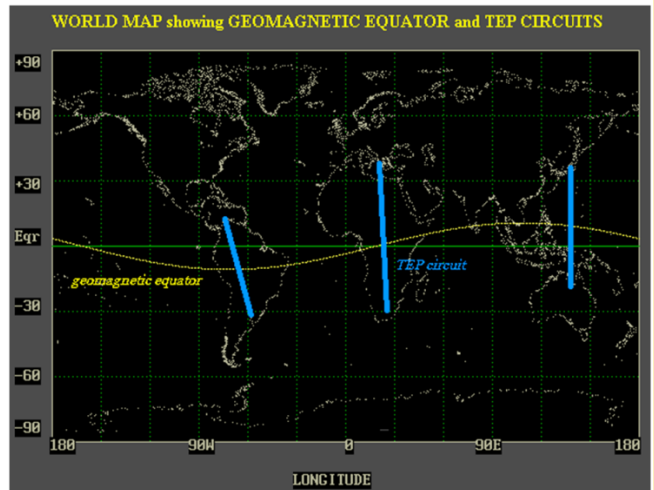 WORLD MAP showing GEOMAGNETIC EQUATOR and TEP CIRCUITS
+90
+60
+30
Eqr
geomagnetic equator
TEP circuit
-30
-60
-90
180 90W 0 90E 180
LONGITUDE